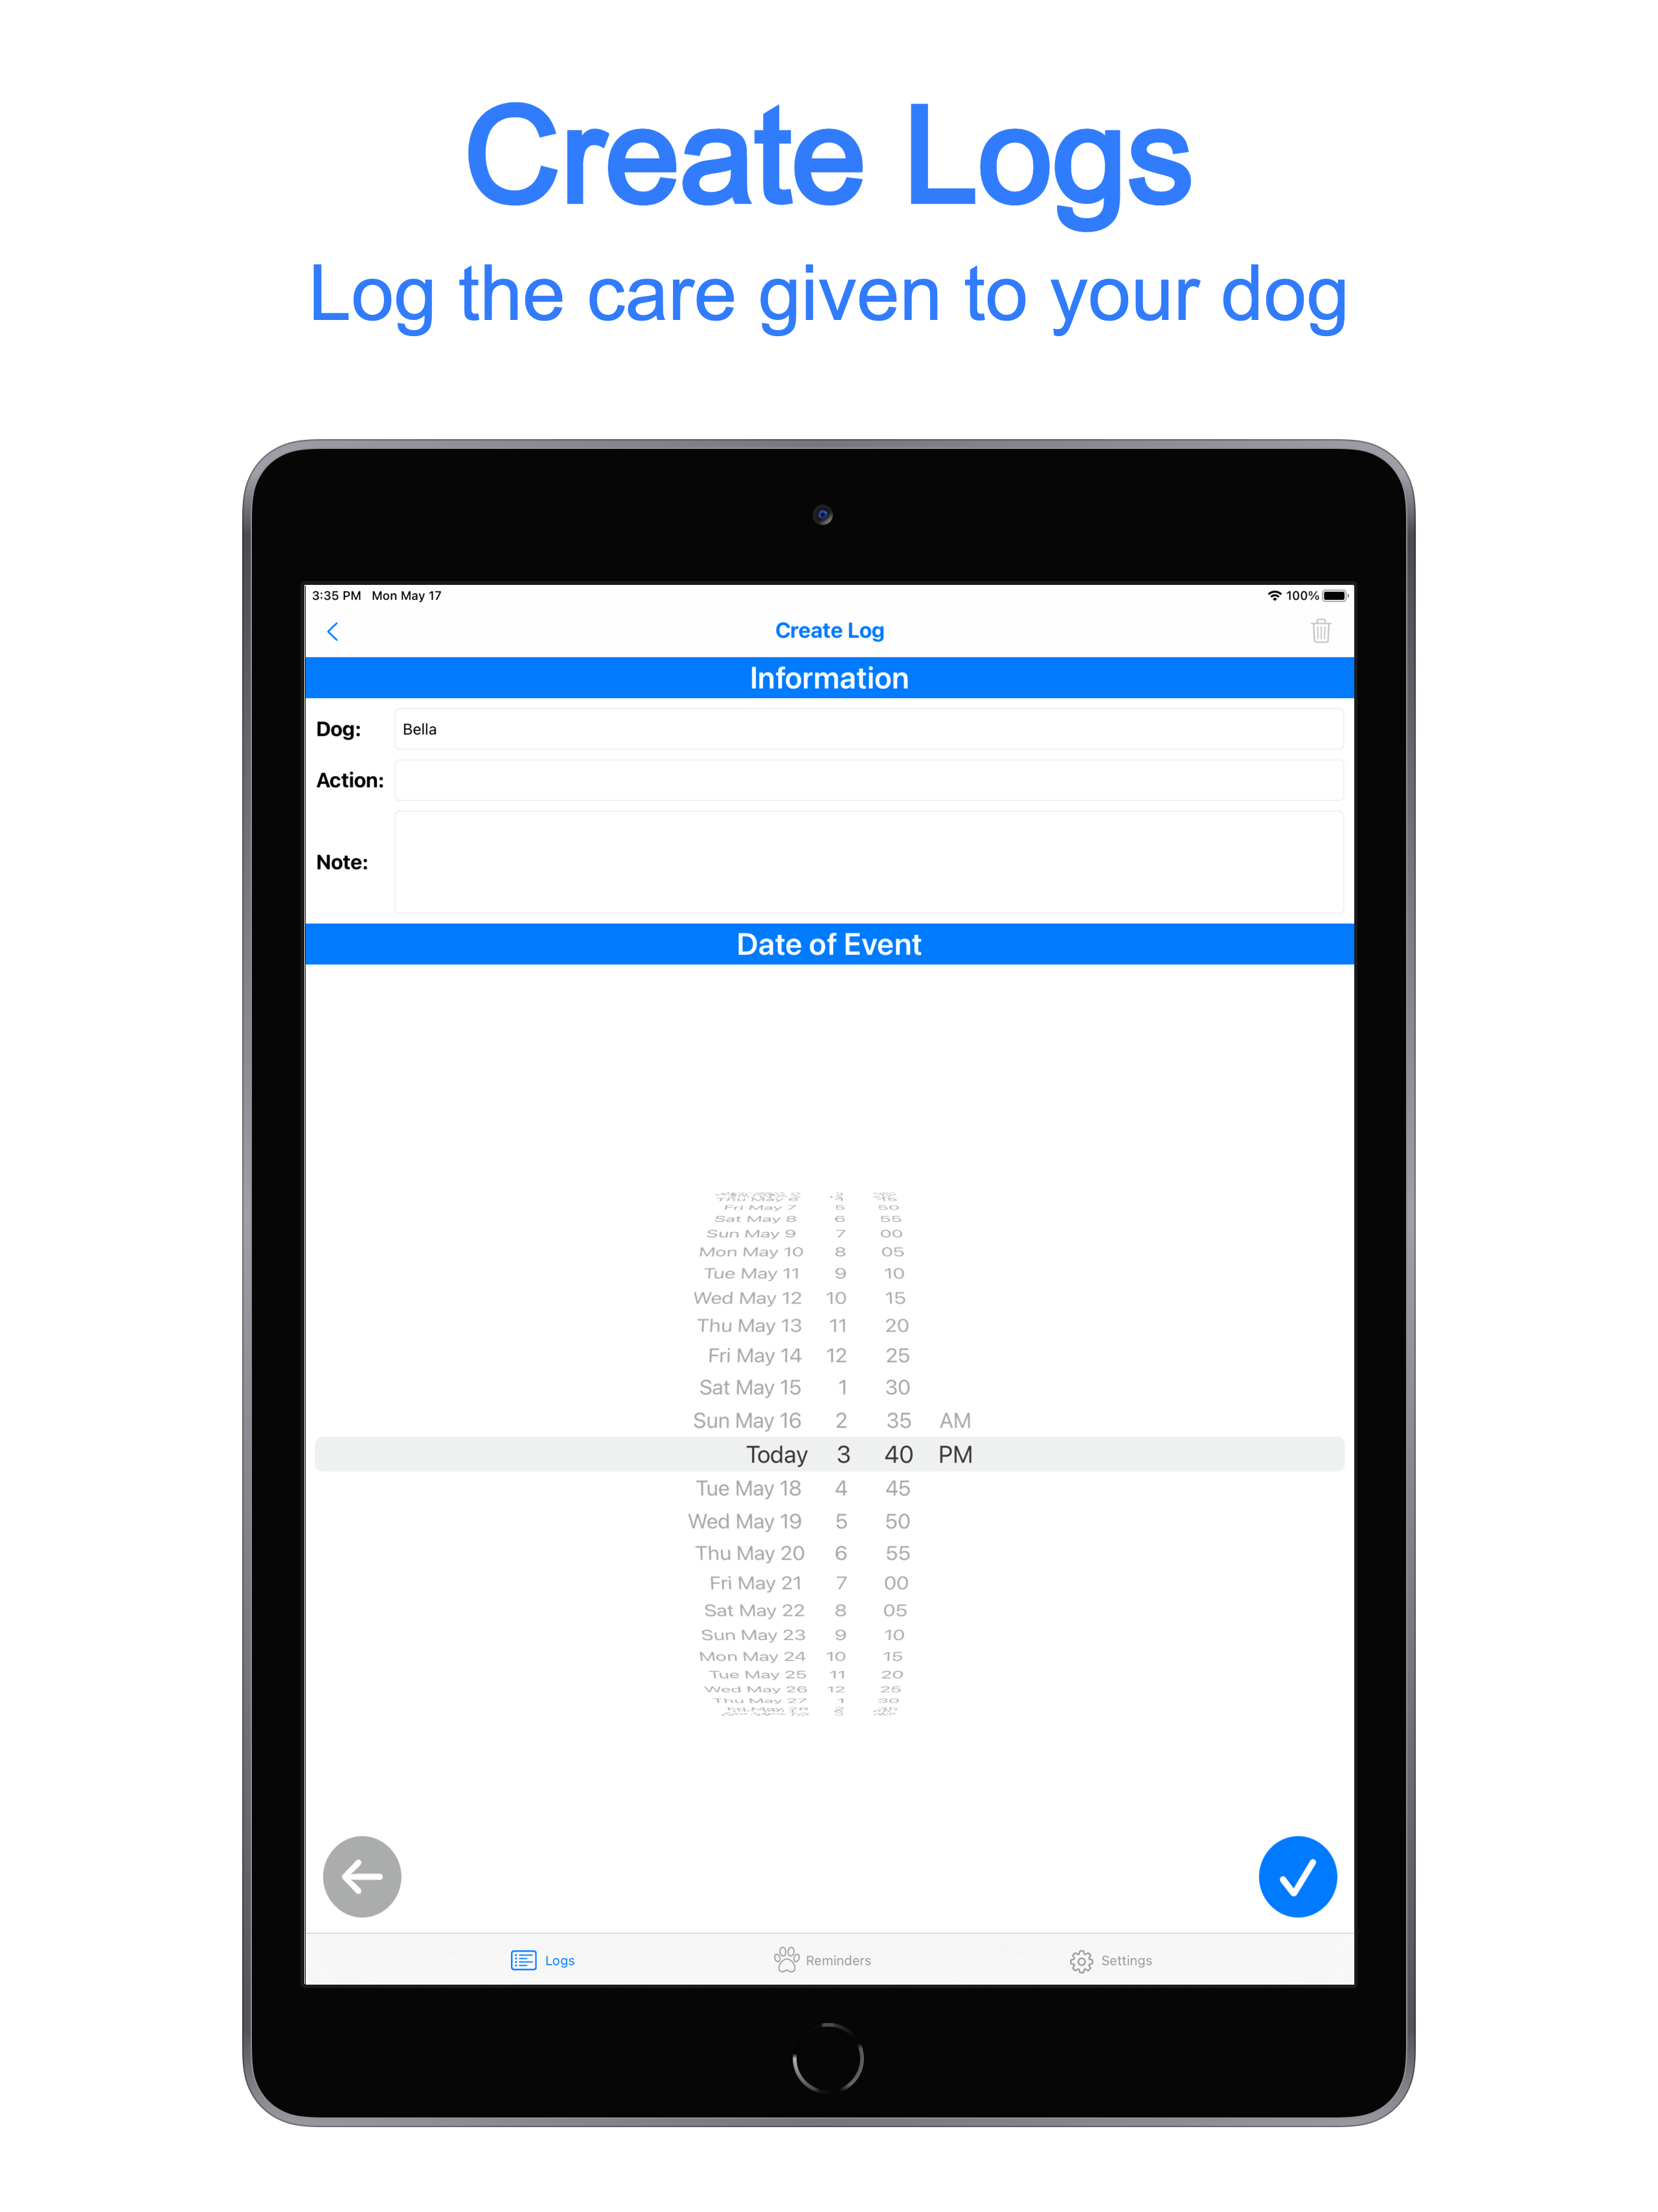 Create Logs
Log the care given to your dog
3:35 PM Mon May 17 100%
Create Log
Information
Dog: Bella
Action:
Note:
Date of Event
Thu May 6 4 45
Fri May 7 5 50
Sat May 8 6 55
Sun May 9 7 00
Mon May 10 8 05
Tue May 11 9 10
Wed May 12 10 15
Thu May 13 11 20
Fri May 14 12 25
Sat May 15 1 30
Sun May 16 2 35 AM
Today 3 40 PM
Tue May 18 4 45
Wed May 19 5 50
Thu May 20 6 55
Fri May 21 7 00
Sat May 22 8 05
Sun May 23 9 10
Mon May 24 10 15
Tue May 25 11 20
Wed May 26 12 25
Thu May 27 1 30
Logs Reminders Settings